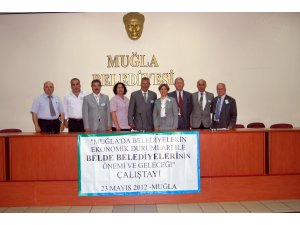 MUĞLA
BELEDİYESİ
"MUĞLA'DA BELEDİYELERİN
EKONOMİK DURUMLARI İLE
BELDE BELEDİYELERİNİN
ÖNEMİ VE GELECEĞİ"
ÇALIŞTAYI
23 MAYIS 2012 -MUĞLA